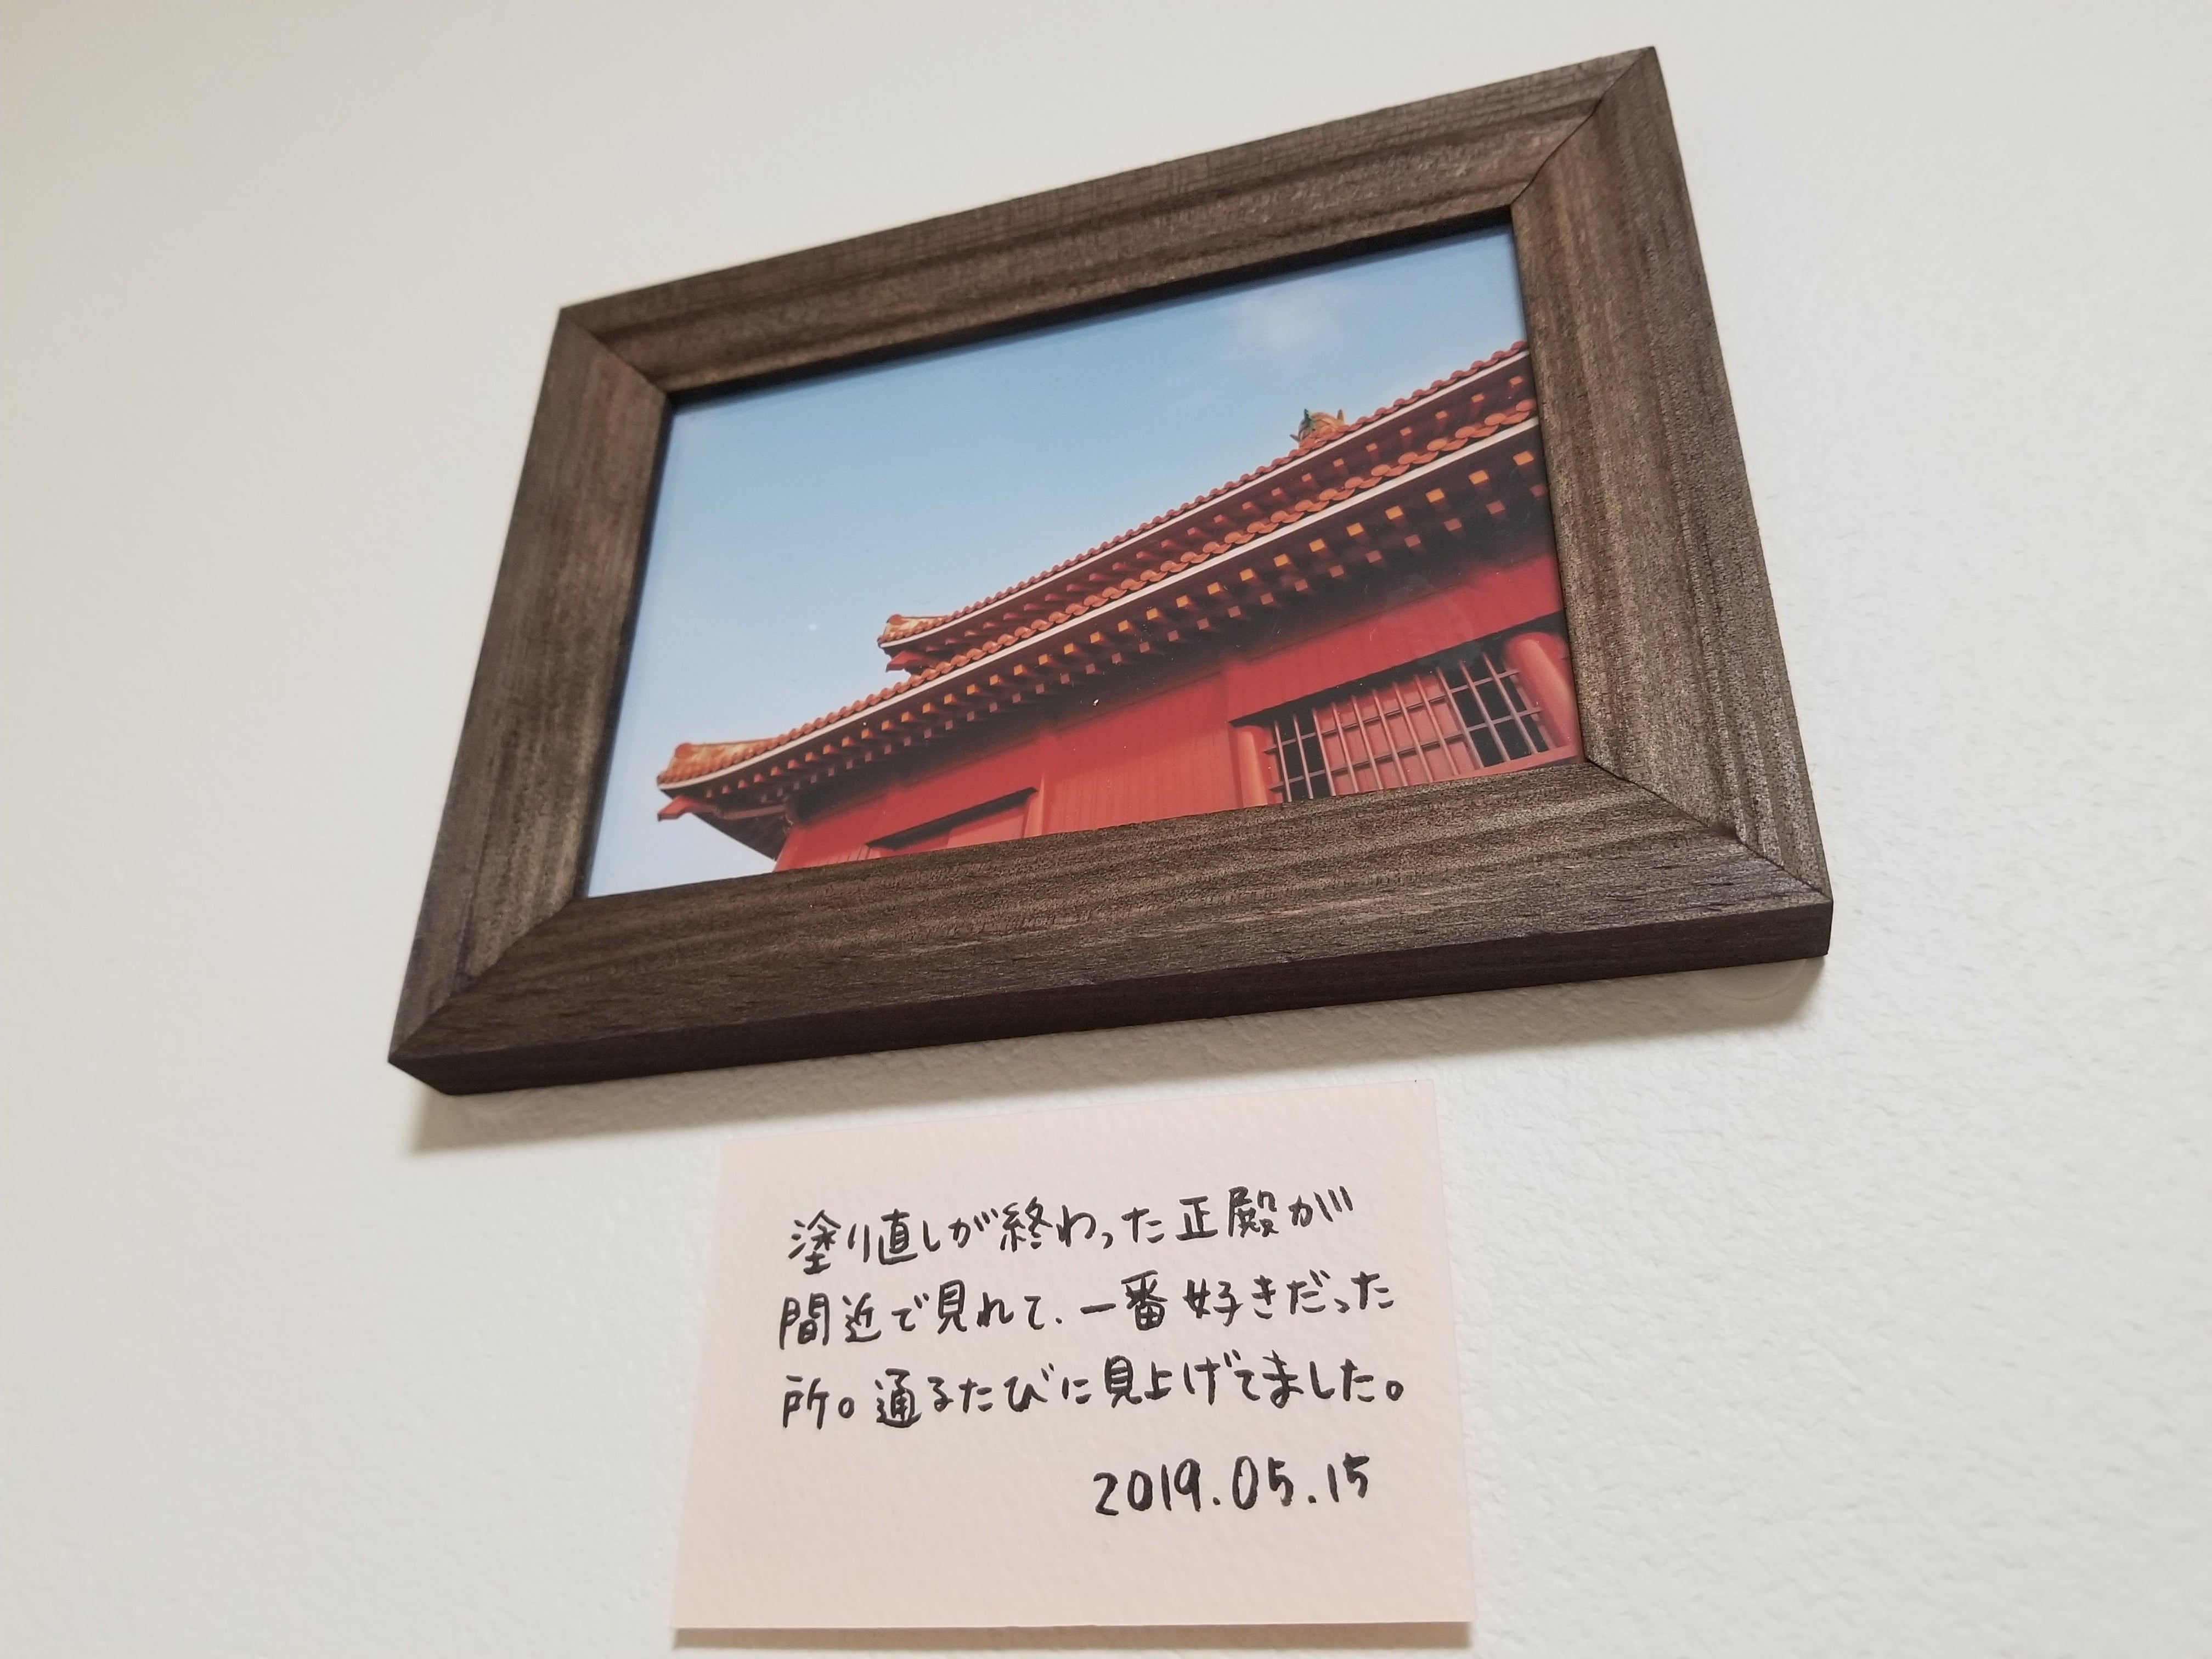 塗り直しが終わった正殿が
間近で見れて、一番好きだった
所。通るたびに見上げてました。
2019.05.15